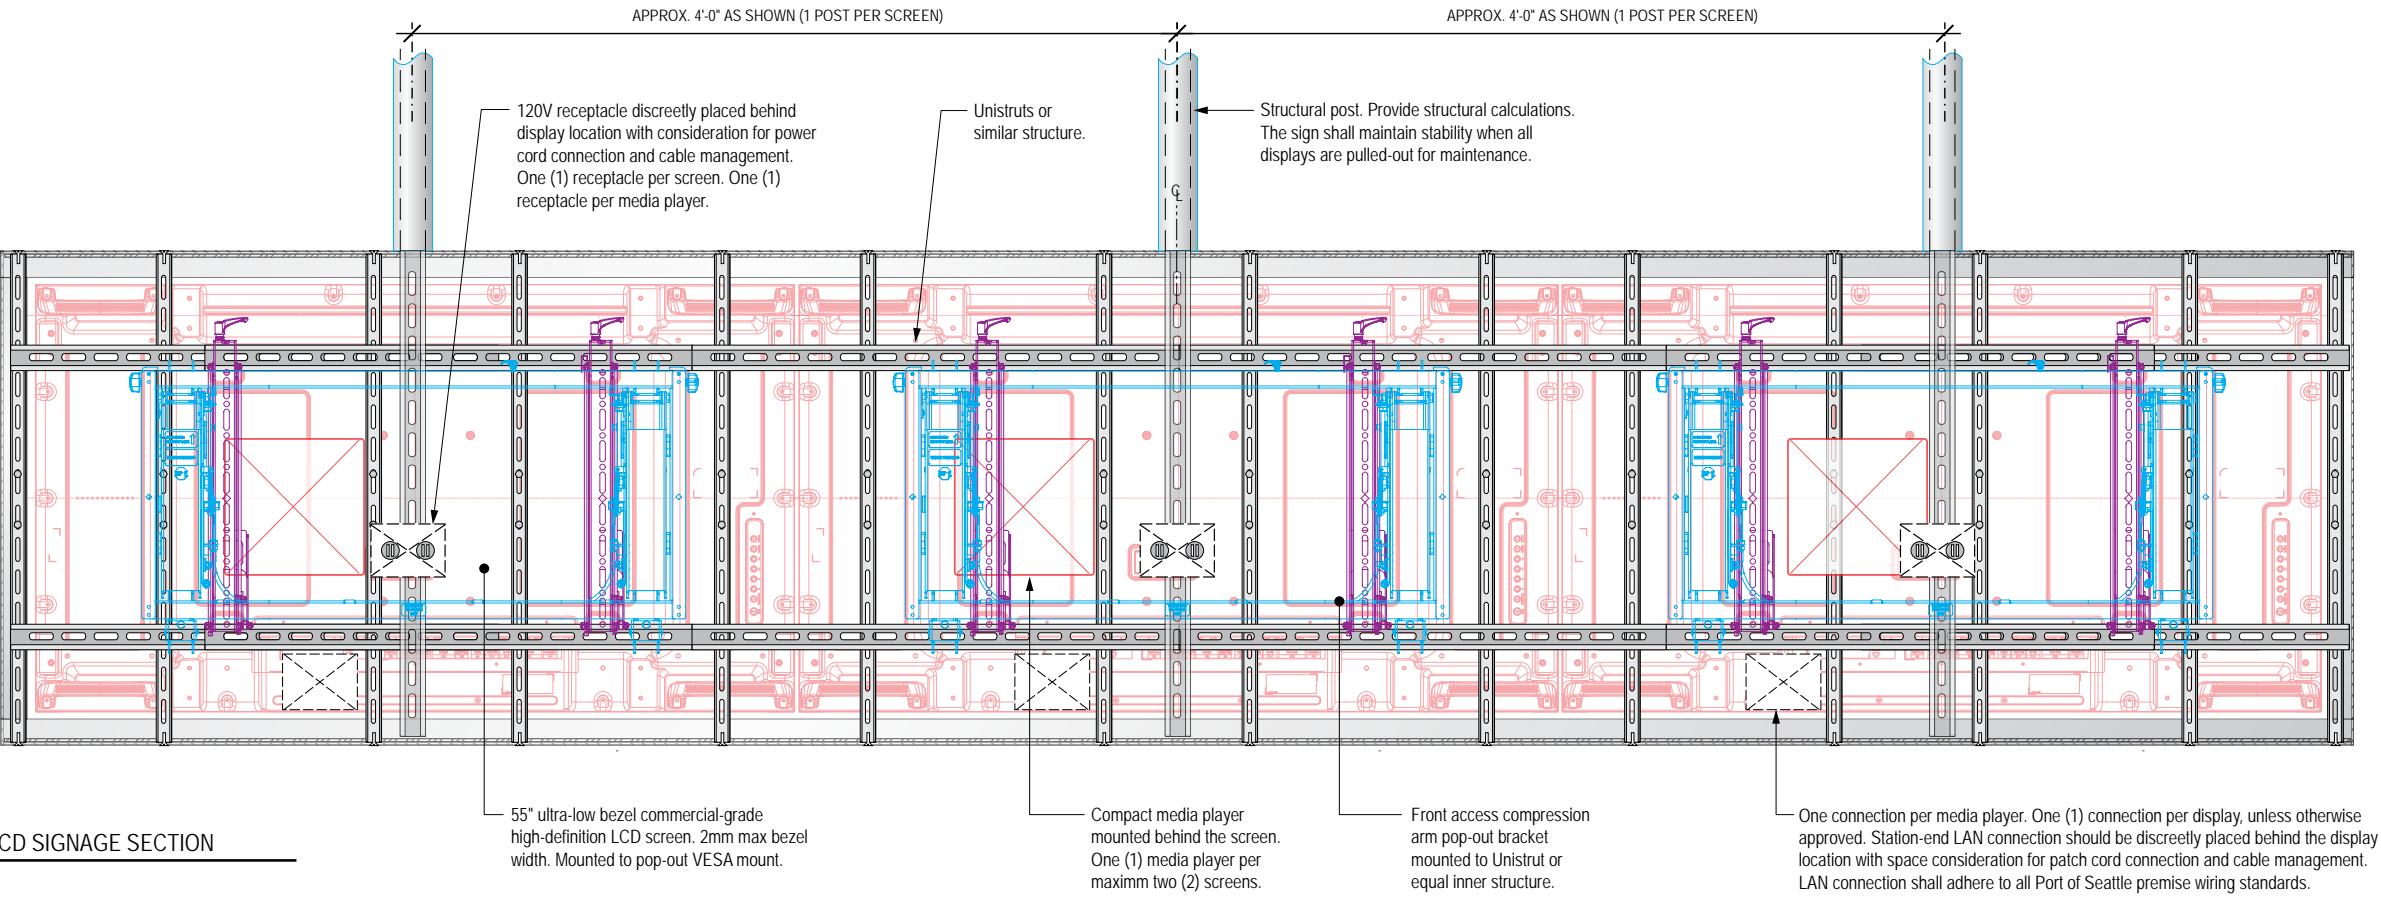 APPROX. 4'-0" AS SHOWN (1 POST PER SCREEN)
APPROX. 4'-0" AS SHOWN (1 POST PER SCREEN)
120V receptacle discreetly placed behind
display location with consideration for power
cord connection and cable management.
One (1) receptacle per screen. One (1)
receptacle per media player.
Unistruts or
similar structure.
Structural post. Provide structural calculations.
The sign shall maintain stability when all
displays are pulled-out for maintenance.
CL
55" ultra-low bezel commercial-grade
high-definition LCD screen. 2mm max bezel
width. Mounted to pop-out VESA mount.
Compact media player
mounted behind the screen.
One (1) media player per
maximm two (2) screens.
Front access compression
arm pop-out bracket
mounted to Unistrut or
equal inner structure.
One connection per media player. One (1) connection per display, unless otherwise
approved. Station-end LAN connection should be discreetly placed behind the display
location with space consideration for patch cord connection and cable management.
LAN connection shall adhere to all Port of Seattle premise wiring standards.
CD SIGNAGE SECTION